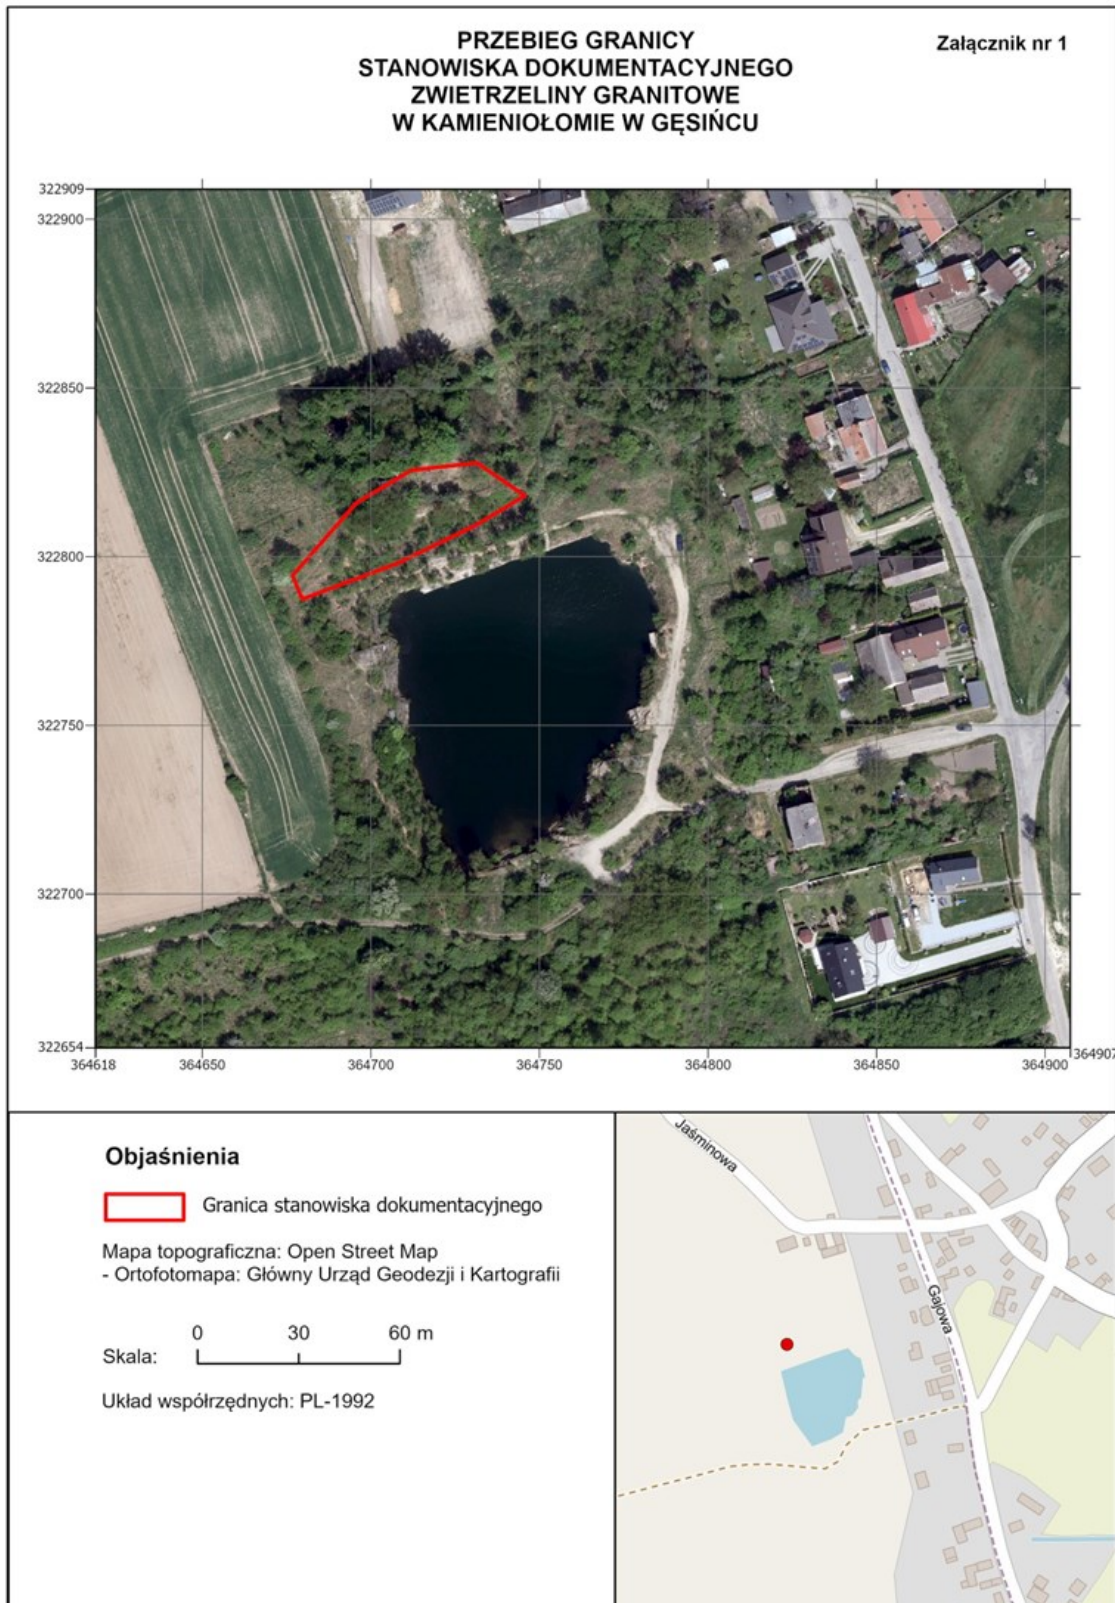 PRZEBIEG GRANICY
STANOWISKA DOKUMENTACYJNEGO
ZWIETRZELINY GRANITOWE
W KAMIENIOŁOMIE W GĘSIŃCU
Załącznik nr 1
322909
322900
322850
322800
322750
322700
322654
364618
364650
364700
364750
364800
364850
364900
364907
Objaśnienia
Granica stanowiska dokumentacyjnego
Mapa topograficzna: Open Street Map
- Ortofotomapa: Główny Urząd Geodezji i Kartografii
0 30 60 m
Skala:
Układ współrzędnych: PL-1992
Jaśminowa
Gajowa